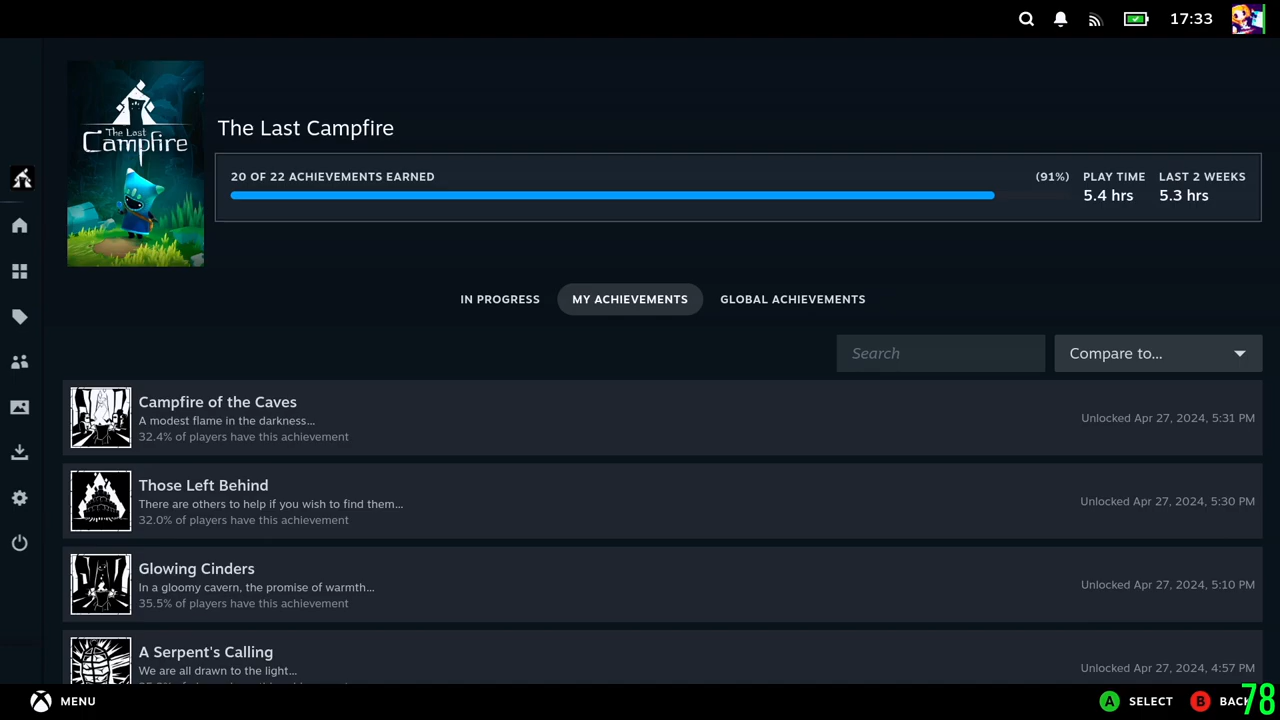 17:33
The Last
Campfire
The Last Campfire
20 OF 22 ACHIEVEMENTS EARNED
(91%)
PLAY TIME
LAST 2 WEEKS
5.4 hrs
5.3 hrs
IN PROGRESS
MY ACHIEVEMENTS
GLOBAL ACHIEVEMENTS
Search
Compare to...
Campfire of the Caves
A modest flame in the darkness...
32.4% of players have this achievement
Unlocked Apr 27, 2024, 5:31 PM
Those Left Behind
There are others to help if you wish to find them...
32.0% of players have this achievement
Unlocked Apr 27, 2024, 5:30 PM
Glowing Cinders
In a gloomy cavern, the promise of warmth...
35.5% of players have this achievement
Unlocked Apr 27, 2024, 5:10 PM
A Serpent's Calling
We are all drawn to the light...
Unlocked Apr 27, 2024, 4:57 PM
MENU
A SELECT
B BACK
78